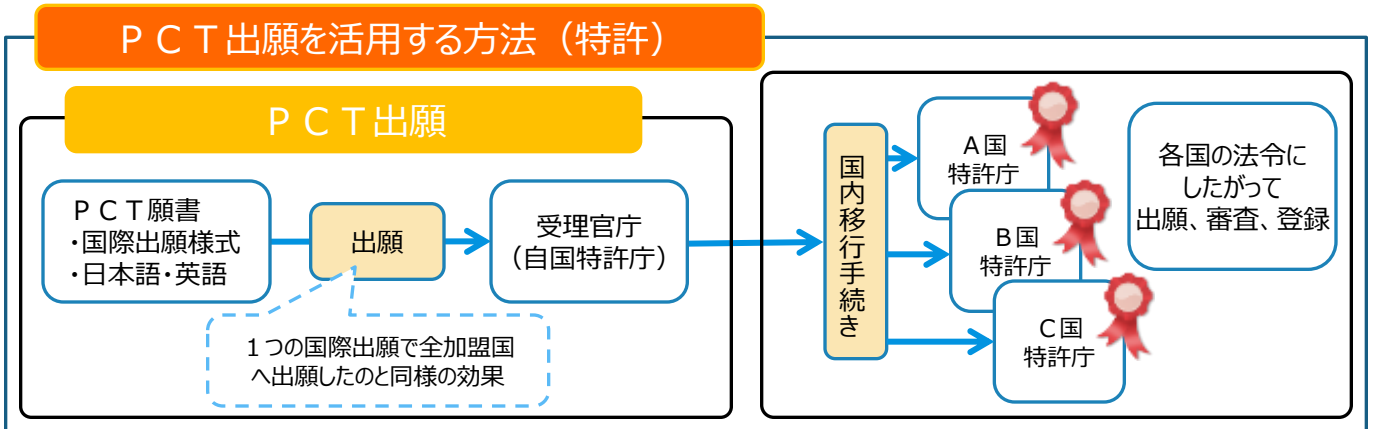 ＰＣＴ出願を活用する方法（特許）
ＰＣＴ出願
ＰＣＴ願書
・国際出願様式
・日本語・英語
出願
受理官庁
（自国特許庁）
１つの国際出願で全加盟国
へ出願したのと同様の効果
国内移行手続き
Ａ国
特許庁
Ｂ国
特許庁
Ｃ国
特許庁
各国の法令に
したがって
出願、審査、登録